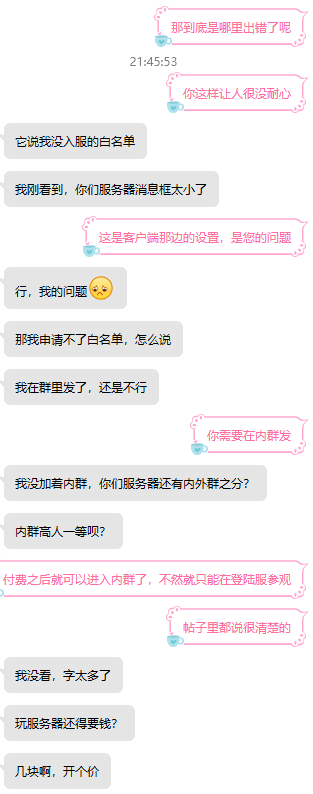 那到底是哪里出错了呢
21:45:53
你这样让人很没耐心
它说我没入服的白名单
我刚看到，你们服务器消息框太小了
这是客户端那边的设置，是您的问题
行，我的问题
那我申请不了白名单，怎么说
我在群里发了，还是不行
你需要在内群发
我没加着内群，你们服务器还有内外群之分？
内群高人一等呗？
付费之后就可以进入内群了，不然就只能在登陆服参观
帖子里都说很清楚的
我没看，字太多了
玩服务器还得要钱？
几块啊，开个价